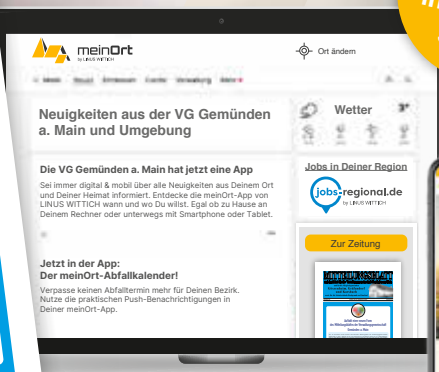 meinOrt
by LINUS WITTICH
Ort ändern
Neuigkeiten aus der VG Gemünden
a. Main und Umgebung
Wetter 3°
Die VG Gemünden a. Main hat jetzt eine App
Sei immer digital & mobil über alle Neuigkeiten aus Deinem Ort
und Deiner Heimat informiert. Entdecke die meinOrt-App von
LINUS WITTICH wann und wo Du willst. Egal ob zu Hause an
Deinem Rechner oder unterwegs mit Smartphone oder Tablet.
Jetzt in der App:
Der meinOrt-Abfallkalender!
Verpasse keinen Abfalltermin mehr für Deinen Bezirk.
Nutze die praktischen Push-Benachrichtigungen in
Deiner meinOrt-App.
Jobs in Deiner Region
jobs-regional.de
by LINUS WITTICH
Zur Zeitung